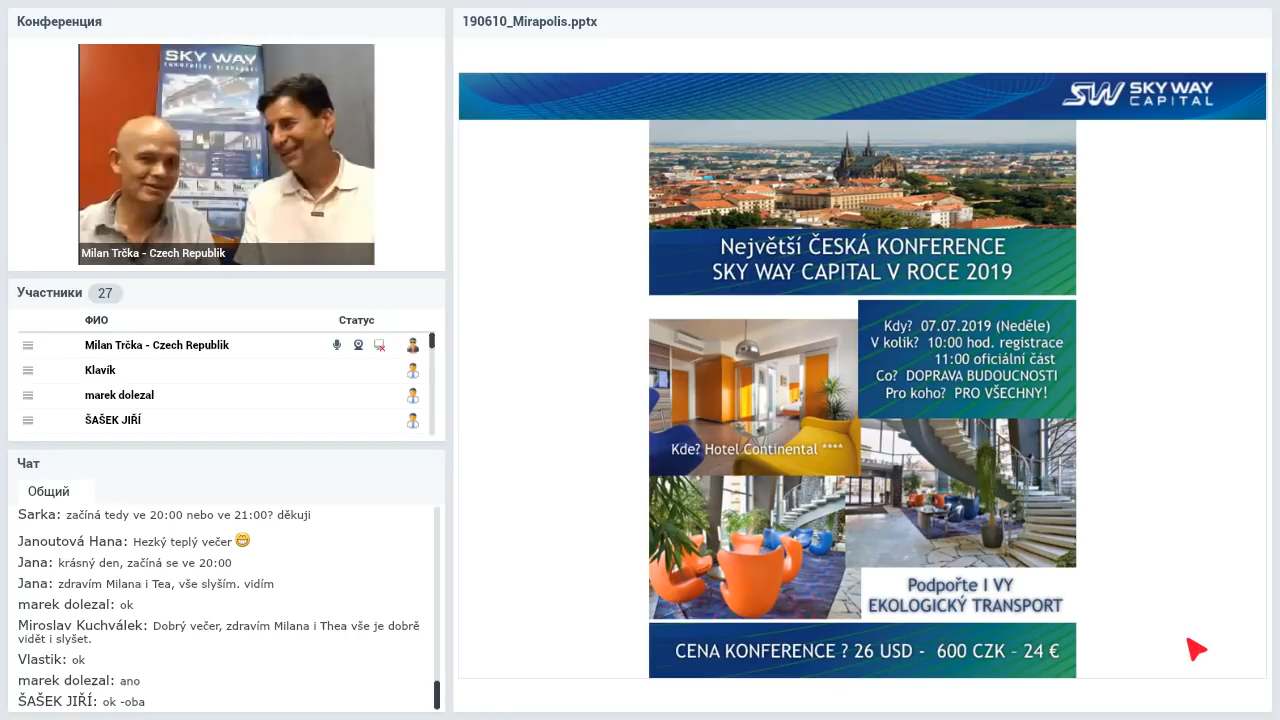 Конференция
SKY WAY
Milan Trčka - Czech Republik
Участники 27
ФИО Статус
Milan Trčka - Czech Republik
Klavík
marek dolezal
ŠAŠEK JIŘÍ
Чат
Общий
Sarka: začíná tedy ve 20:00 nebo ve 21:00? děkuji
Janoutová Hana: Hezký teplý večer
Jana: krásný den, začíná se ve 20:00
Jana: zdravím Milana i Tea, vše slyším. vidím
marek dolezal: ok
Miroslav Kuchválek: Dobrý večer, zdravím Milana i Thea vše je dobrě
vidět i slyšet.
Vlastik: ok
marek dolezal: ano
ŠAŠEK JIŘÍ: ok -oba
190610_Mirapolis.pptx
SW SKY WAY
CAPITAL
Největší ČESKÁ KONFERENCE
SKY WAY CAPITAL V ROCE 2019
Kdy? 07.07.2019 (Neděle)
V kolik? 10:00 hod. registrace
11:00 oficiální část
Co? DOPRAVA BUDOUCNOSTI
Pro koho? PRO VŠECHNY!
Kde? Hotel Continental ****
Podpořte I VY
EKOLOGICKÝ TRANSPORT
CENA KONFERENCE ? 26 USD - 600 CZK - 24 €